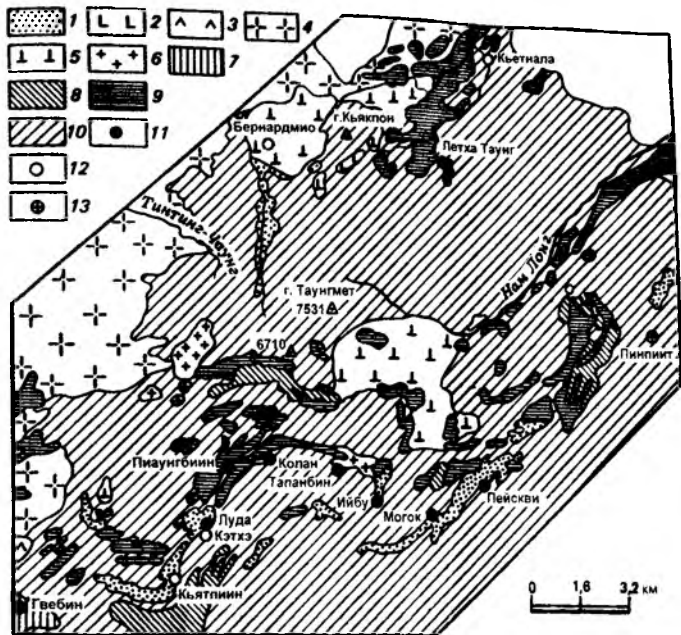 1 2 3 4
5 6 7
8 9
10 11
12
13
Кьетнала
г. Кьякпон
Бернардмио
Летха Таунг
Тинтинг-Таунг
Нам Лонг
г. Таунгмет
7531
6710
Пинпиит
Пиаунгбиин
Колан
Тапанбин
Ийбу
Могок
Пейскви
Луда
Кэтхэ
Кьятпиин
Гвебин
0 1,6 3,2 км